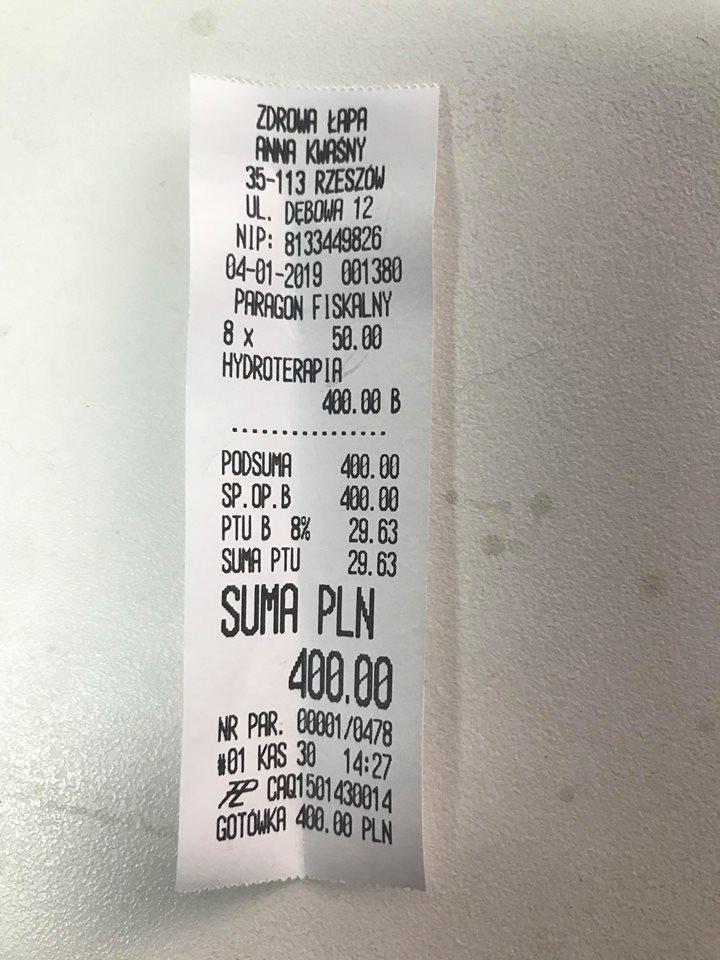 ZDROWA ŁAPA
ANNA KWAŚNY
35-113 RZESZÓW
UL. DĘBOWA 12
NIP: 8133449826
04-01-2019 001380
PARAGON FISKALNY
8 x 50.00
HYDROTERAPIA
400.00 B
................
PODSUMA 400.00
SP.OP.B 400.00
PTU B 8% 29.63
SUMA PTU 29.63
SUMA PLN
400.00
NR PAR. 00001/0478
#01 KAS 30 14:27
CAQ1501430014
GOTÓWKA 400.00 PLN